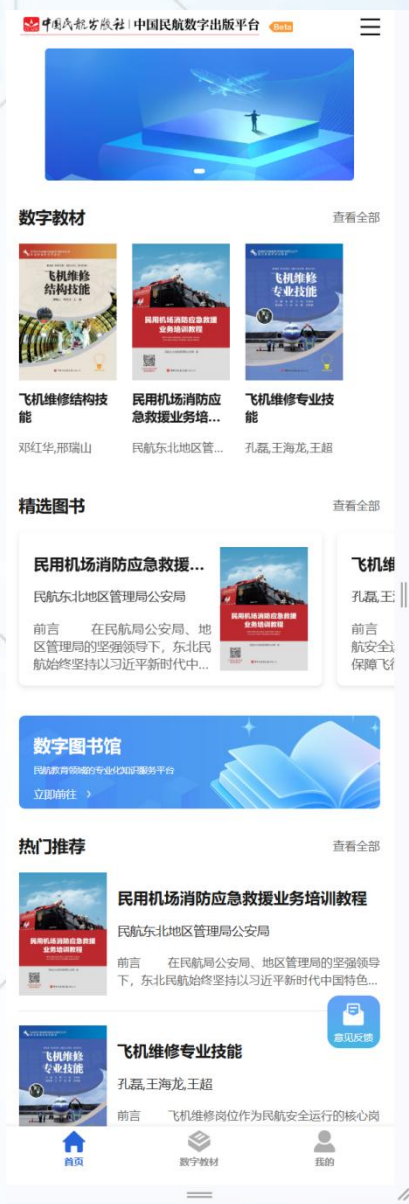 中国民航出版社 | 中国民航数字出版平台 Beta
数字教材
查看全部
飞机维修
结构技能
民用机场消防应急救援
业务培训教程
飞机维修
专业技能
飞机维修结构技能
邓红华,邢瑞山
民用机场消防应急救援业务培...
民航东北地区管...
飞机维修专业技能
孔磊,王海龙,王超
精选图书
查看全部
民用机场消防应急救援...
民航东北地区管理局公安局
前言 在民航局公安局、地
区管理局的坚强领导下，东北民
航始终坚持以习近平新时代中...
民用机场消防应急救援
业务培训教程
飞机维
孔磊,王
前言
航安全
保障飞行
数字图书馆
民航教育领域的专业化知识服务平台
立即前往 >
热门推荐
查看全部
民用机场消防应急救援
业务培训教程
民用机场消防应急救援业务培训教程
民航东北地区管理局公安局
前言 在民航局公安局、地区管理局的坚强领导
下，东北民航始终坚持以习近平新时代中国特色...
意见反馈
飞机维修
专业技能
飞机维修专业技能
孔磊,王海龙,王超
前言 飞机维修岗位作为民航安全运行的核心岗
首页
数字教材
我的